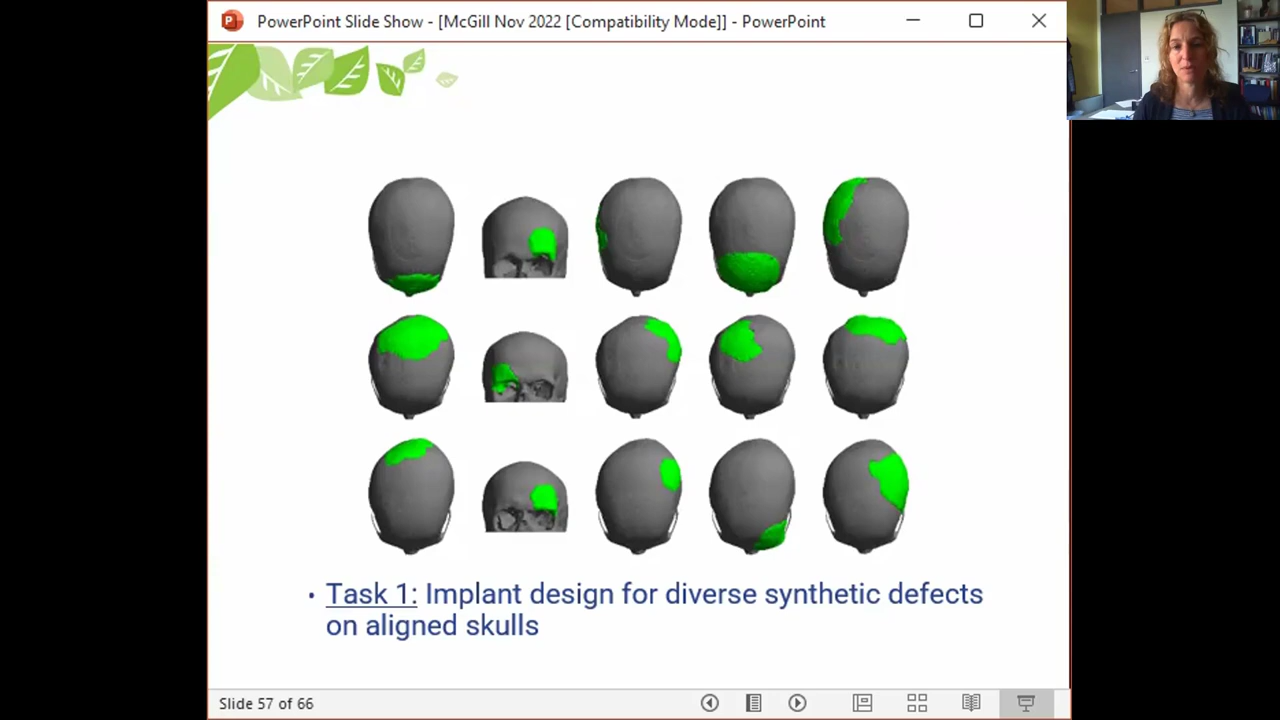 PowerPoint Slide Show - [McGill Nov 2022 [Compatibility Mode]] - PowerPoint
• Task 1: Implant design for diverse synthetic defects
on aligned skulls
Slide 57 of 66